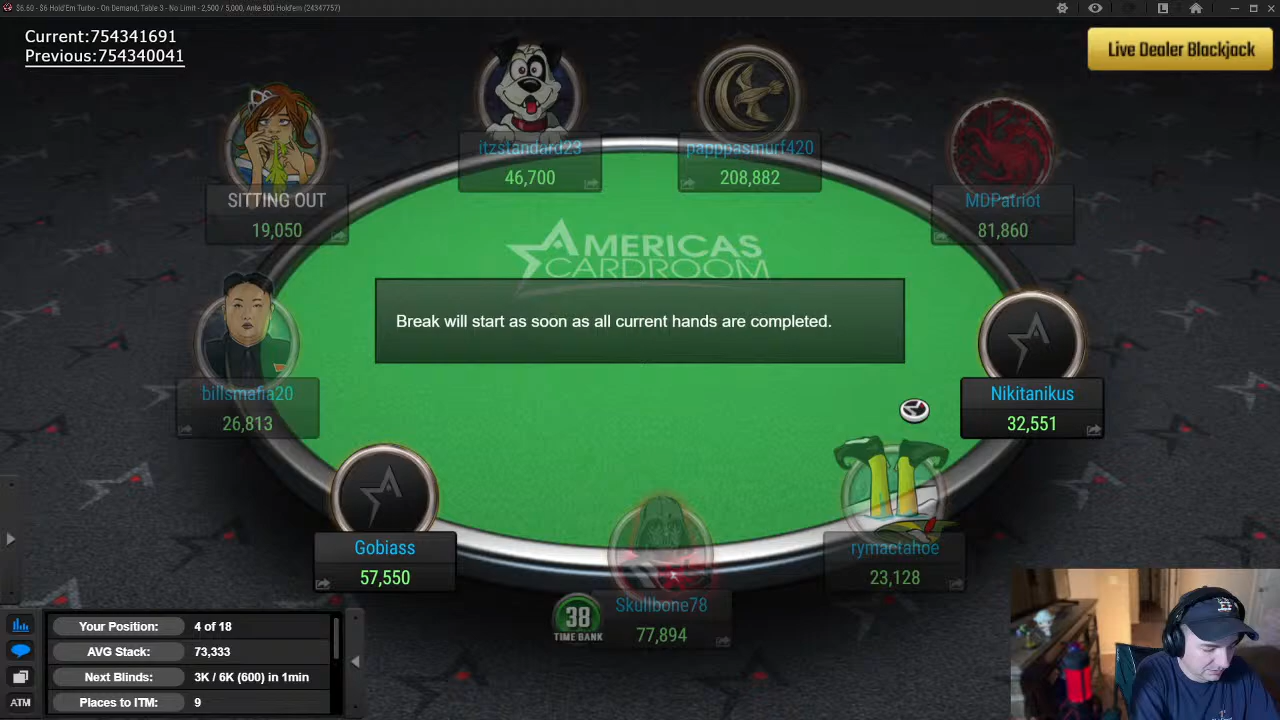 $6.60 - $6 Hold'Em Turbo - On Demand, Table 3 - No Limit - 2,500 / 5,000, Ante 500 Hold'em (24347757)
Current:754341691
Previous:754340041
Live Dealer Blackjack
itzstandard23
46,700
papppasmurf420
208,882
SITTING OUT
19,050
MDPatriot
81,860
AMERICAS
CARDROOM
Break will start as soon as all current hands are completed.
billsmafia20
26,813
Nikitanikus
32,551
Gobiass
57,550
rymactahoe
23,128
38
TIME BANK
Skullbone78
77,894
Your Position: 4 of 18
AVG Stack: 73,333
Next Blinds: 3K / 6K (600) in 1min
Places to ITM: 9
ATM